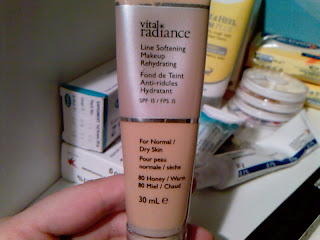 vital
radiance
Line Softening
Makeup
Rehydrating
Fond de Teint
Anti-ridules
Hydratant
SPF 15 / FPS 15
For Normal /
Dry Skin
Pour peau
normale / sèche
80 Honey / Warm
80 Miel / Chaud
30 mL e